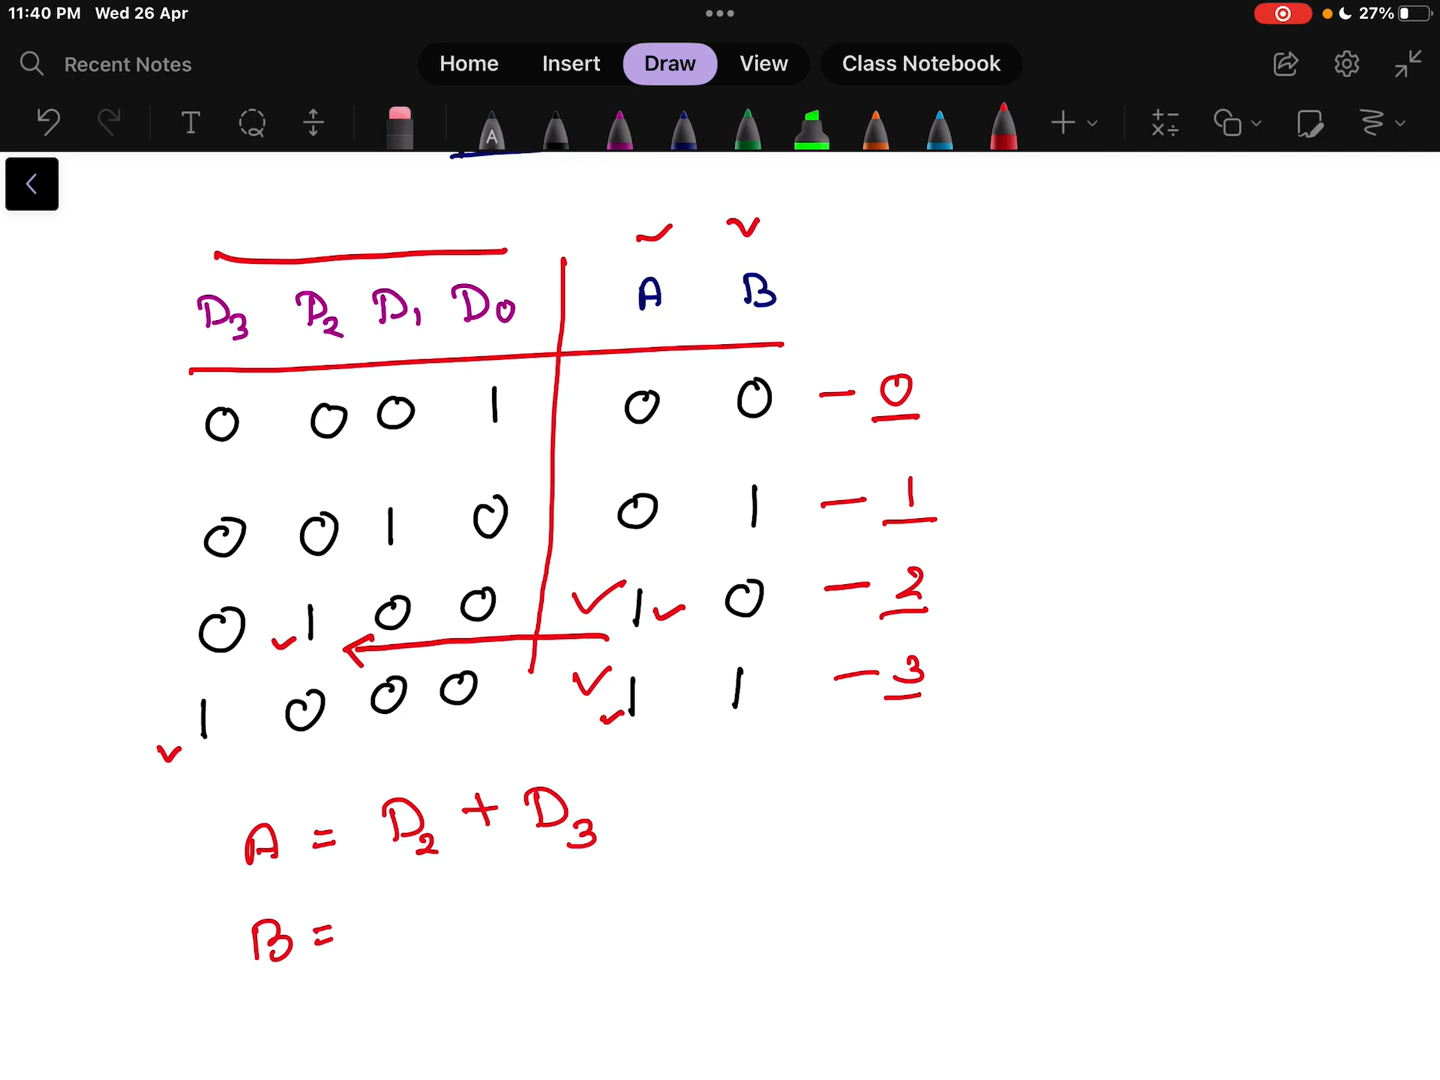 11:40 PM Wed 26 Apr 27%
Recent Notes Home Insert Draw View Class Notebook
T A
A B
D₃ D₂ D₁ D₀
0 0 0 1 0 0 - 0
0 0 1 0 0 1 - 1
0 1 0 0 1 0 - 2
1 0 0 0 1 1 - 3
A = D₂ + D₃
B =